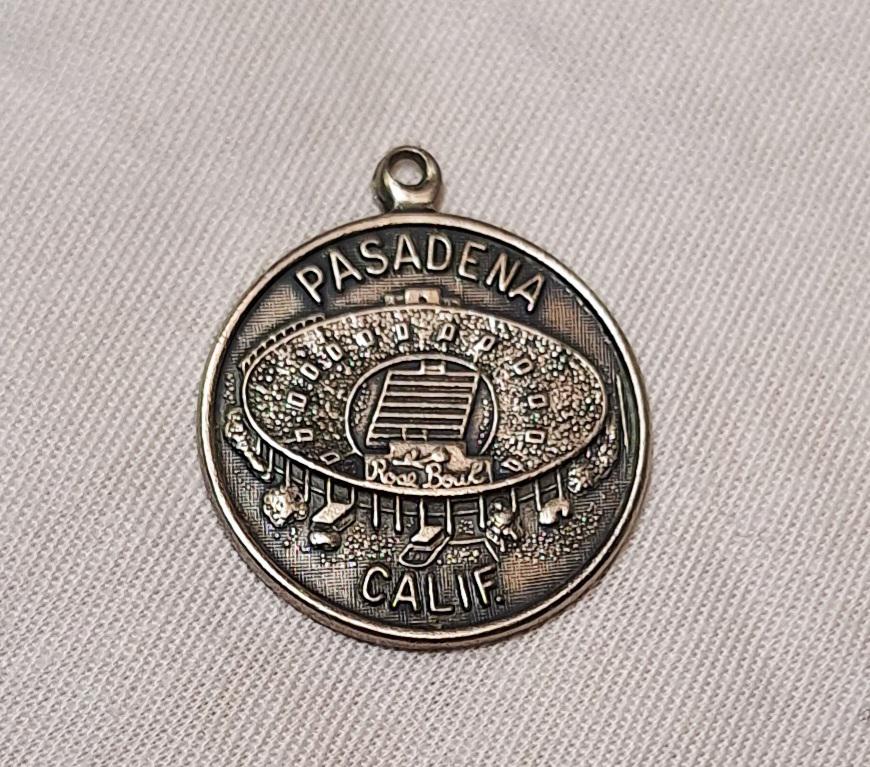 PASADENA
Rose Bowl
CALIF.